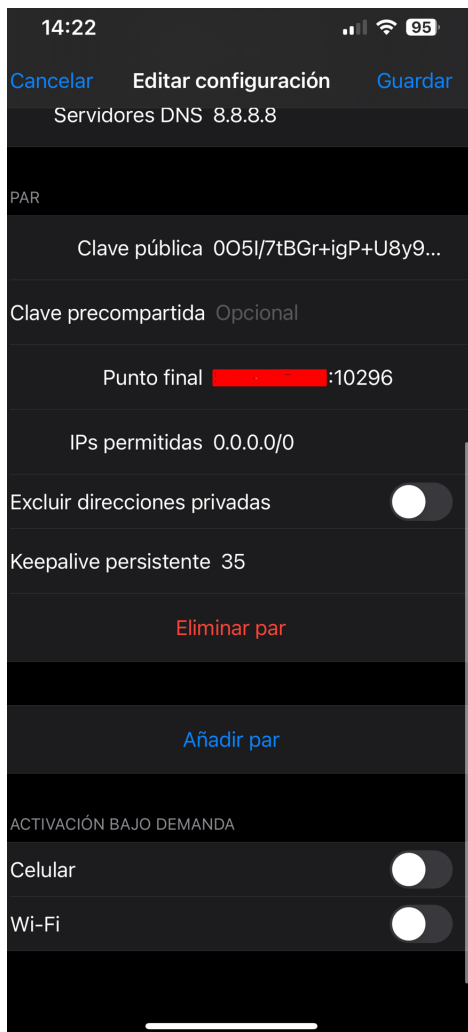 14:22
95
Cancelar Editar configuración Guardar
Servidores DNS 8.8.8.8
PAR
Clave pública 0O5I/7tBGr+igP+U8y9...
Clave precompartida Opcional
Punto final :10296
IPs permitidas 0.0.0.0/0
Excluir direcciones privadas
Keepalive persistente 35
Eliminar par
Añadir par
ACTIVACIÓN BAJO DEMANDA
Celular
Wi-Fi